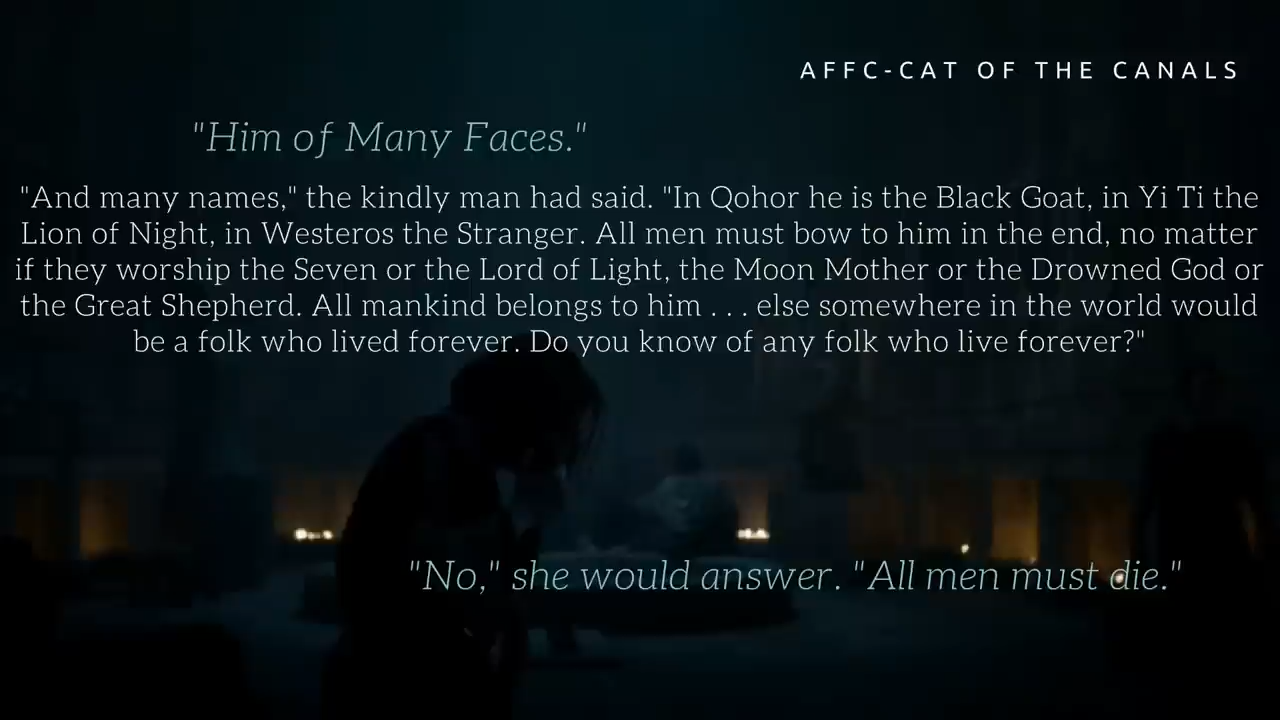 AFFC-CAT OF THE CANALS
"Him of Many Faces."
"And many names," the kindly man had said. "In Qohor he is the Black Goat, in Yi Ti the
Lion of Night, in Westeros the Stranger. All men must bow to him in the end, no matter
if they worship the Seven or the Lord of Light, the Moon Mother or the Drowned God or
the Great Shepherd. All mankind belongs to him . . . else somewhere in the world would
be a folk who lived forever. Do you know of any folk who live forever?"
"No," she would answer. "All men must die."